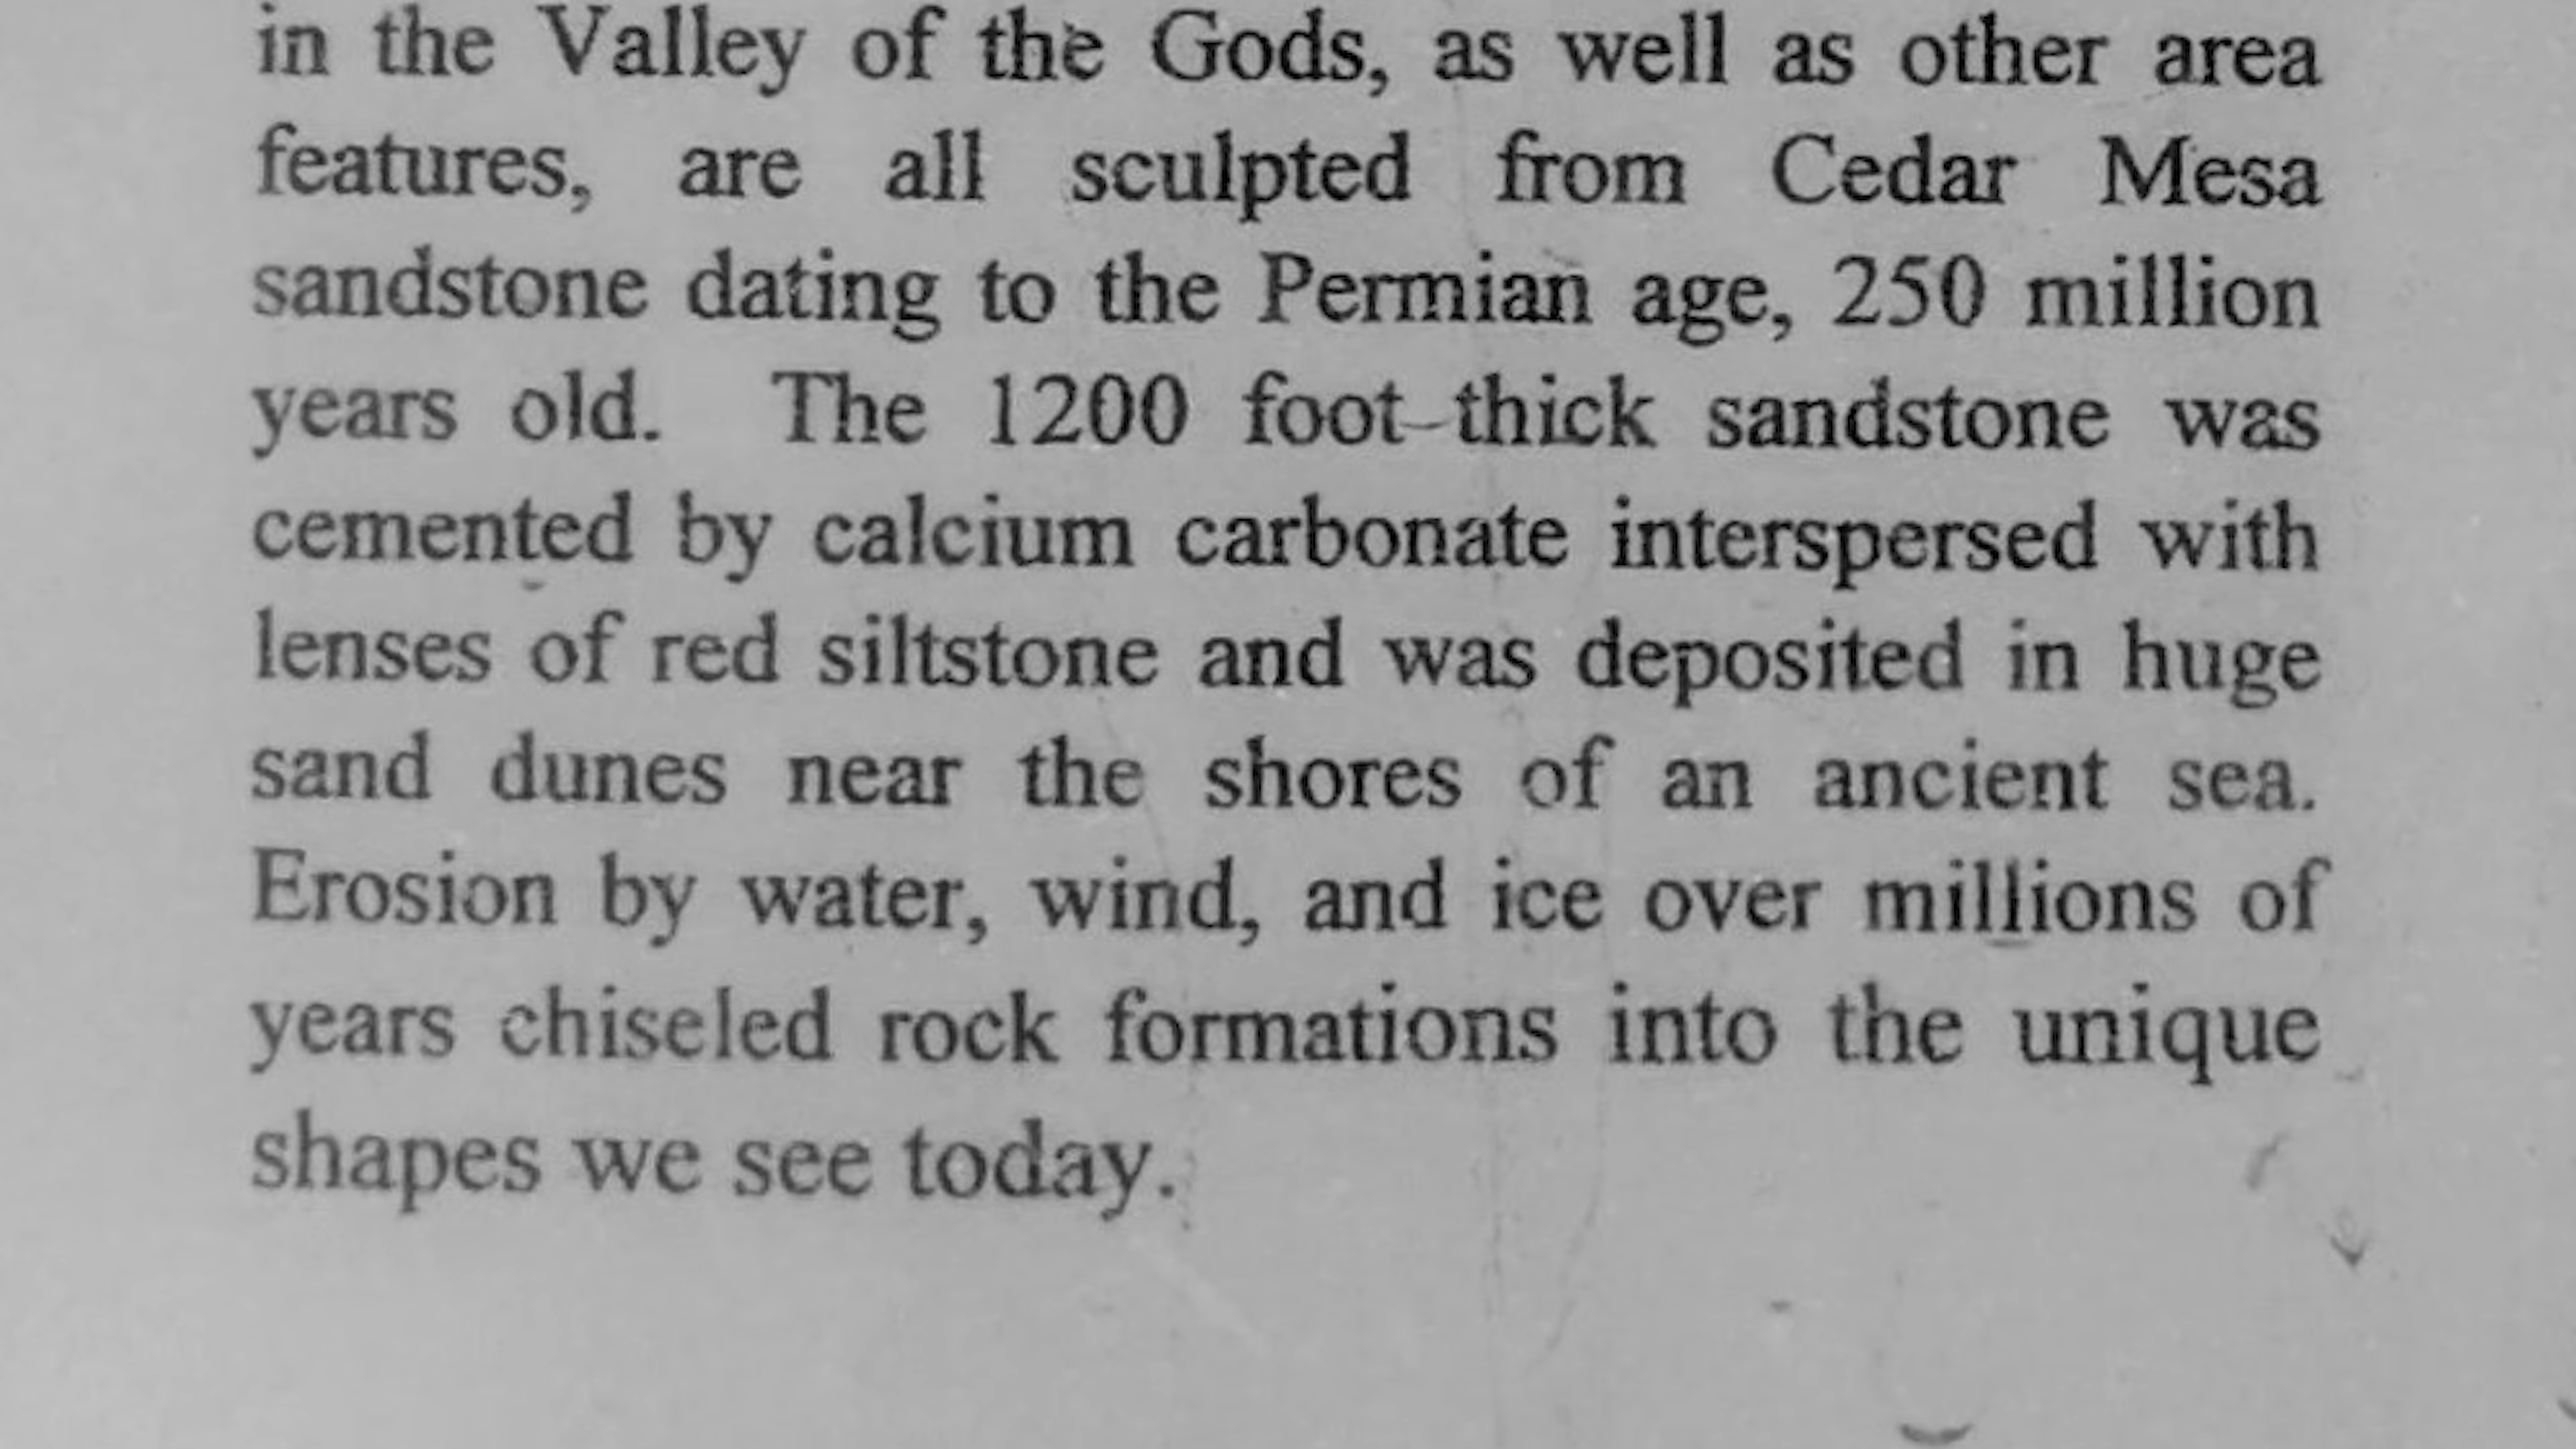 in the Valley of the Gods, as well as other area
features, are all sculpted from Cedar Mesa
sandstone dating to the Permian age, 250 million
years old. The 1200 foot thick sandstone was
cemented by calcium carbonate interspersed with
lenses of red siltstone and was deposited in huge
sand dunes near the shores of an ancient sea.
Erosion by water, wind, and ice over millions of
years chiseled rock formations into the unique
shapes we see today.